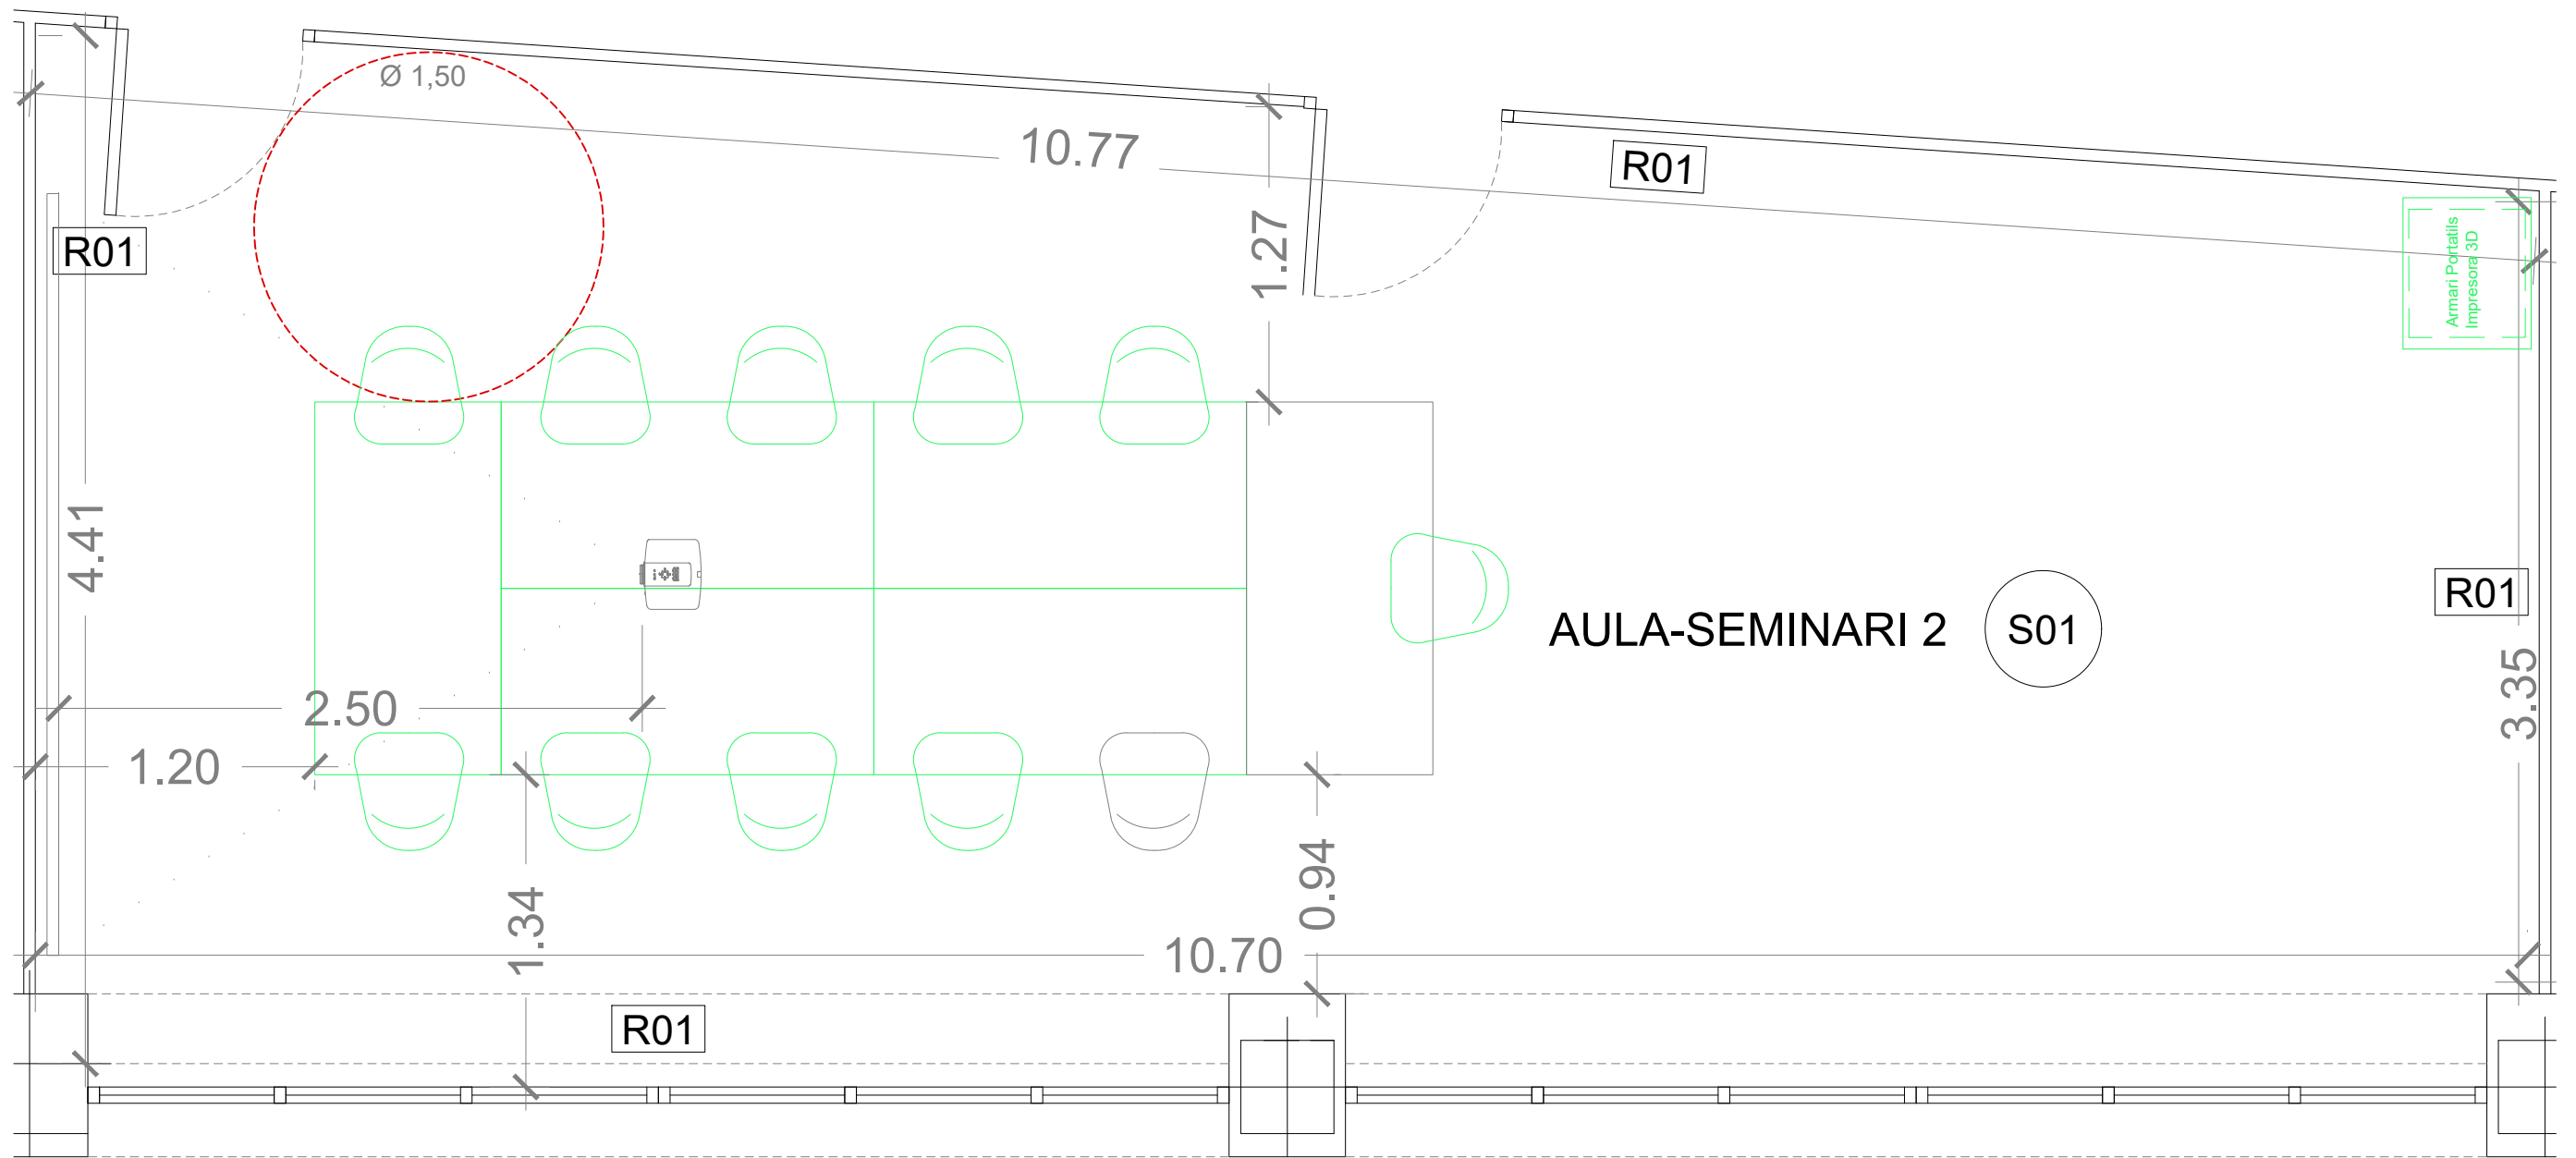 Ø 1,50
10.77
R01
R01
1.27
Armari Portatils
Impresora 3D
4.41
R01
AULA-SEMINARI 2
S01
2.50
3.35
1.20
0.94
1.34
10.70
R01